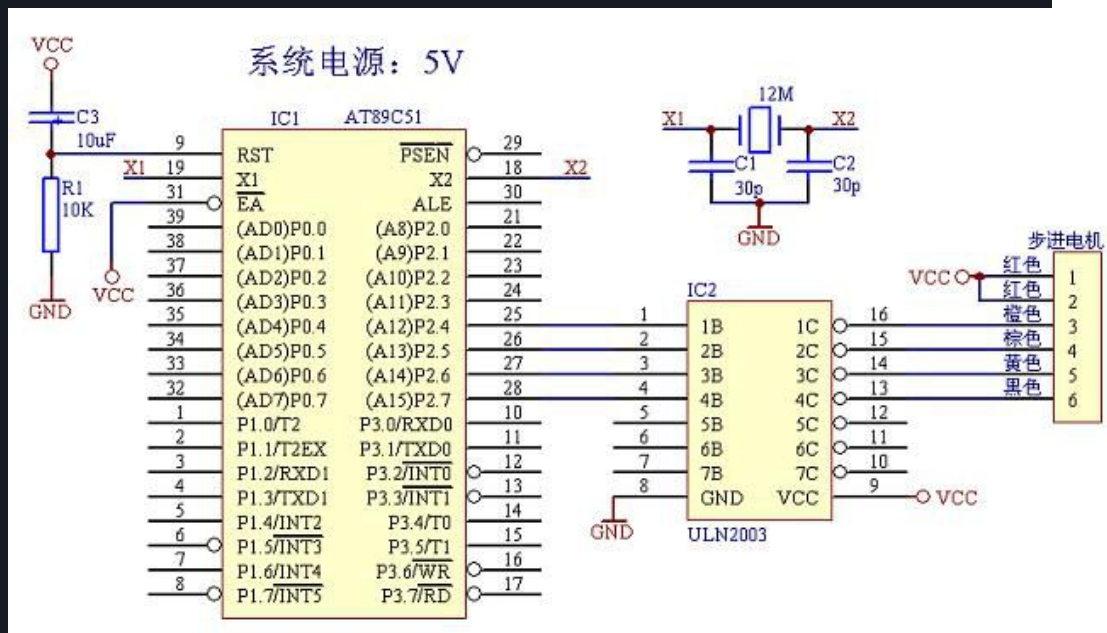 系统电源：5V
VCC
C3
10uF
R1
10K
GND
IC1 AT89C51
9 RST PSEN 29
X1 19 X1 X2 18 X2
31 EA ALE 30
VCC
39 (AD0)P0.0 (A8)P2.0 21
38 (AD1)P0.1 (A9)P2.1 22
37 (AD2)P0.2 (A10)P2.2 23
36 (AD3)P0.3 (A11)P2.3 24
35 (AD4)P0.4 (A12)P2.4 25
34 (AD5)P0.5 (A13)P2.5 26
33 (AD6)P0.6 (A14)P2.6 27
32 (AD7)P0.7 (A15)P2.7 28
1 P1.0/T2 P3.0/RXD0 10
2 P1.1/T2EX P3.1/TXD0 11
3 P1.2/RXD1 P3.2/INT0 12
4 P1.3/TXD1 P3.3/INT1 13
5 P1.4/INT2 P3.4/T0 14
6 P1.5/INT3 P3.5/T1 15
7 P1.6/INT4 P3.6/WR 16
8 P1.7/INT5 P3.7/RD 17
12M
X1 X2
C1 C2
30p 30p
GND
IC2
1 1B 1C 16
2 2B 2C 15
3 3B 3C 14
4 4B 4C 13
5 5B 5C 12
6 6B 6C 11
7 7B 7C 10
8 GND VCC 9 VCC
GND
ULN2003
步进电机
VCC 红色 1
红色 2
橙色 3
棕色 4
黄色 5
黑色 6